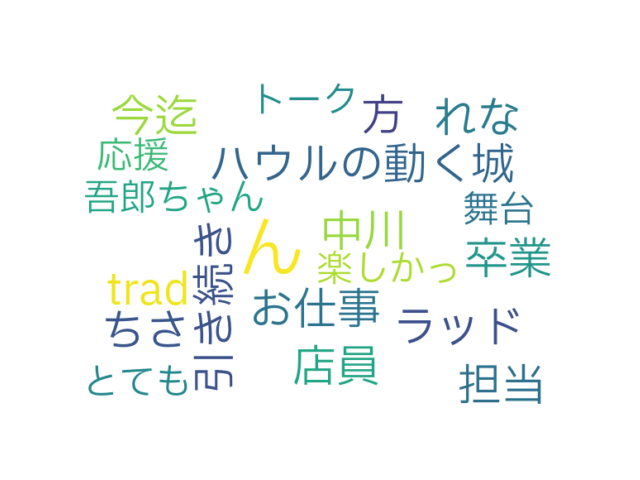 今迄
トーク
方
れな
応援
ハウルの動く城
吾郎ちゃん
舞台
ん
中川
卒業
引き続き
楽しかっ
trad
お仕事
ちさ
ラッド
店員
とても
担当